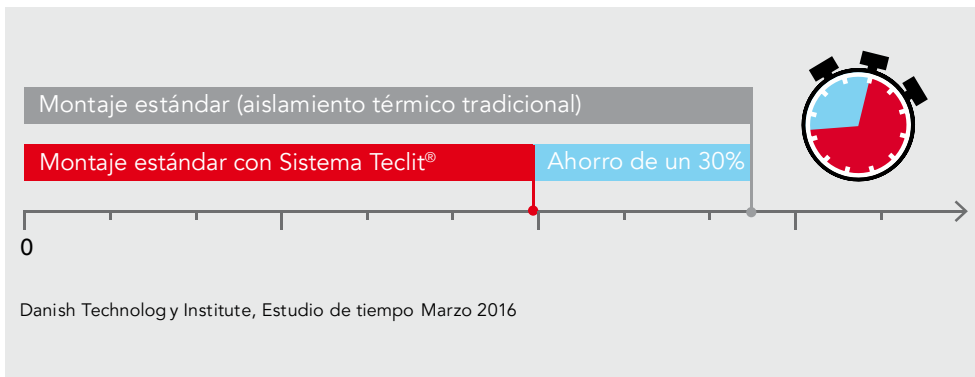 Montaje estándar (aislamiento térmico tradicional)
Montaje estándar con Sistema Teclit® Ahorro de un 30%
0
Danish Technology Institute, Estudio de tiempo Marzo 2016